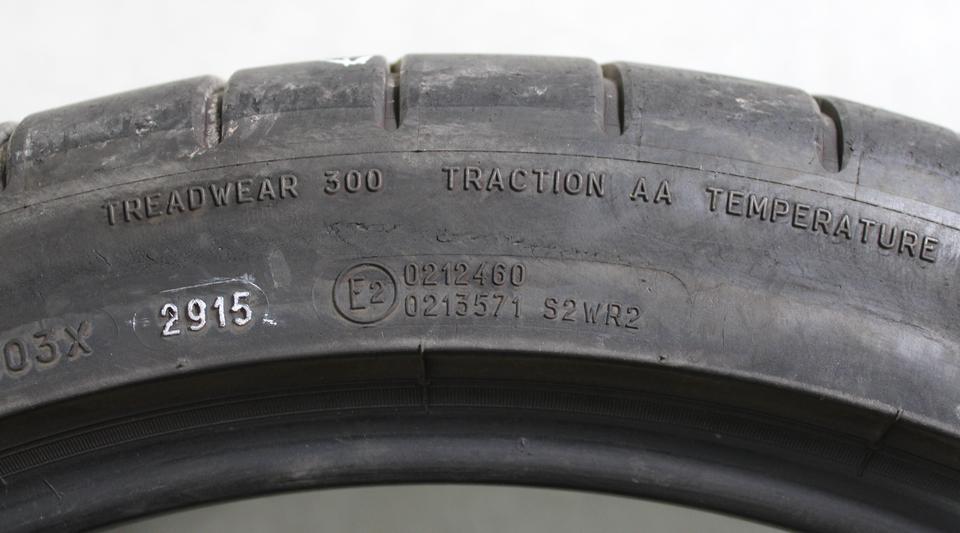 TREADWEAR 300 TRACTION AA TEMPERATURE
E2 0212460
0213571 S2WR2
03X 2915